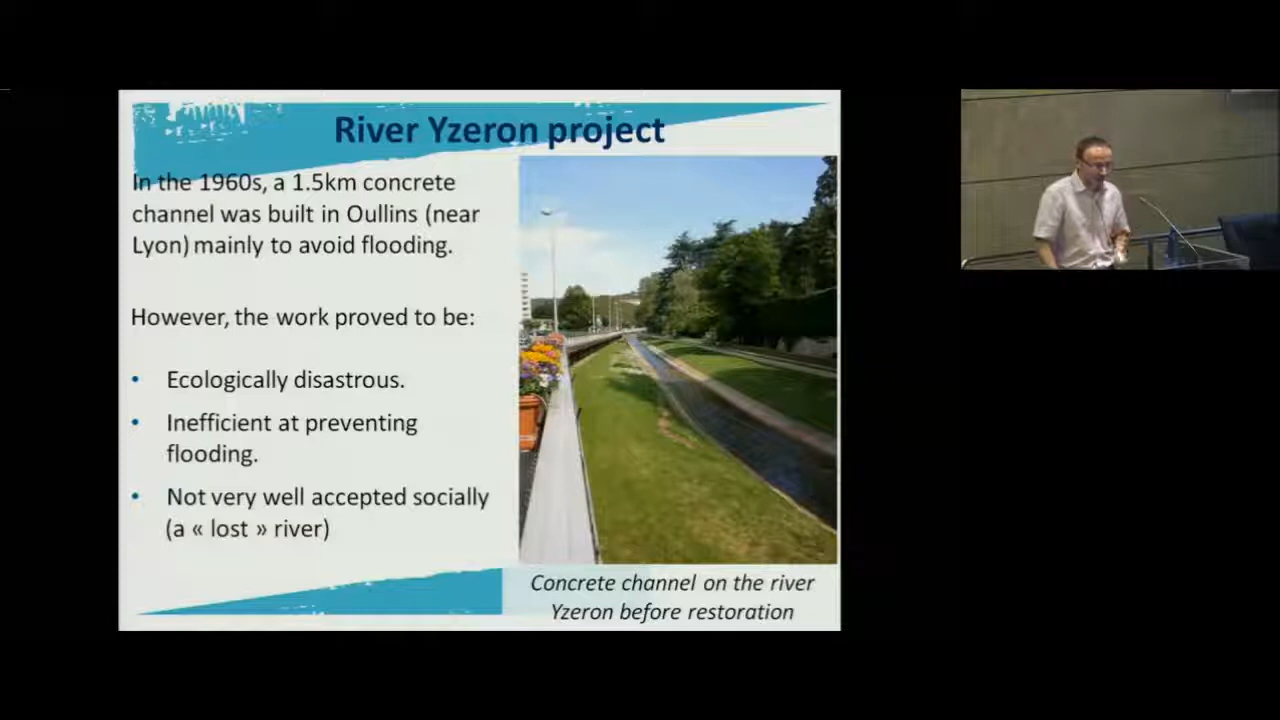 River Yzeron project
In the 1960s, a 1.5km concrete
channel was built in Oullins (near
Lyon) mainly to avoid flooding.
However, the work proved to be:
• Ecologically disastrous.
• Inefficient at preventing
flooding.
• Not very well accepted socially
(a « lost » river)
Concrete channel on the river
Yzeron before restoration